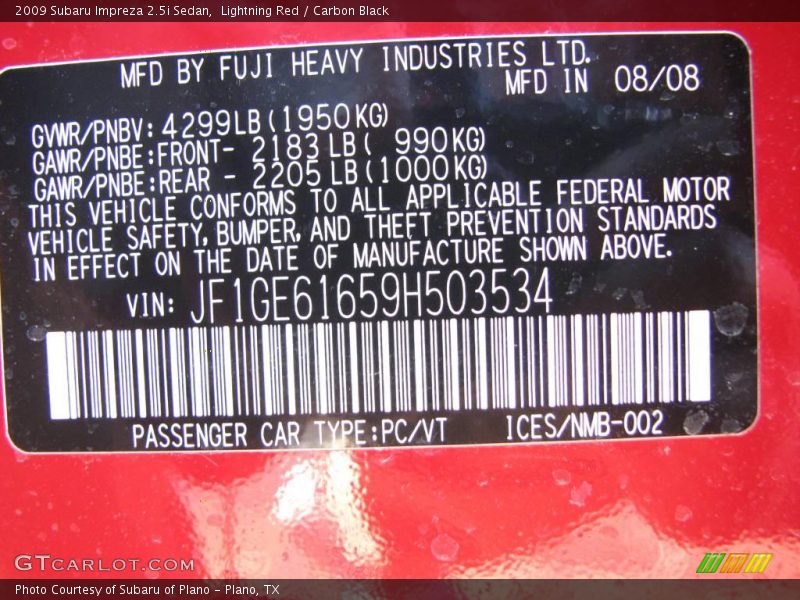 2009 Subaru Impreza 2.5i Sedan,  Lightning Red / Carbon Black
MFD BY FUJI HEAVY INDUSTRIES LTD.
MFD IN 08/08
GVWR/PNBV: 4299LB(1950KG)
GAWR/PNBE:FRONT- 2183 LB( 990KG)
GAWR/PNBE:REAR - 2205 LB(1000KG)
THIS VEHICLE CONFORMS TO ALL APPLICABLE FEDERAL MOTOR
VEHICLE SAFETY, BUMPER, AND THEFT PREVENTION STANDARDS
IN EFFECT ON THE DATE OF MANUFACTURE SHOWN ABOVE.
VIN: JF1GE61659H503534
PASSENGER CAR TYPE:PC/VT ICES/NMB-002
GTCARLOT.COM
Photo Courtesy of Subaru of Plano - Plano, TX